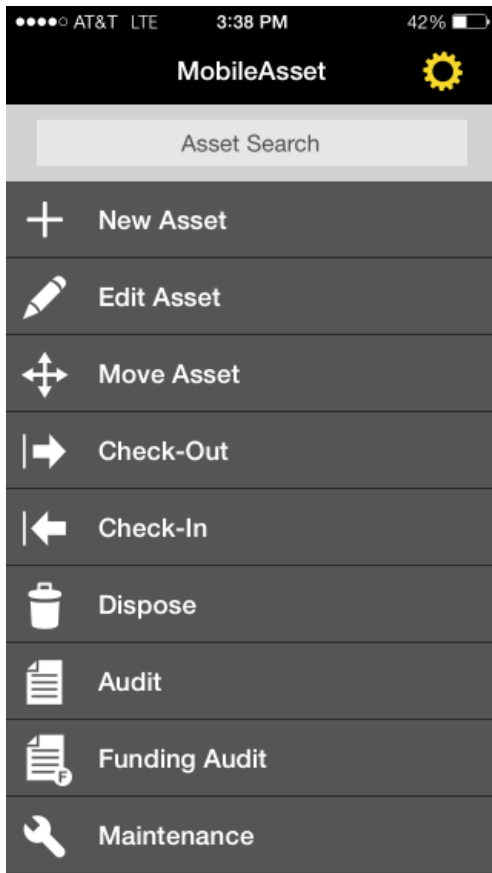 AT&T LTE 3:38 PM 42%
MobileAsset
Asset Search
New Asset
Edit Asset
Move Asset
Check-Out
Check-In
Dispose
Audit
F
Funding Audit
Maintenance